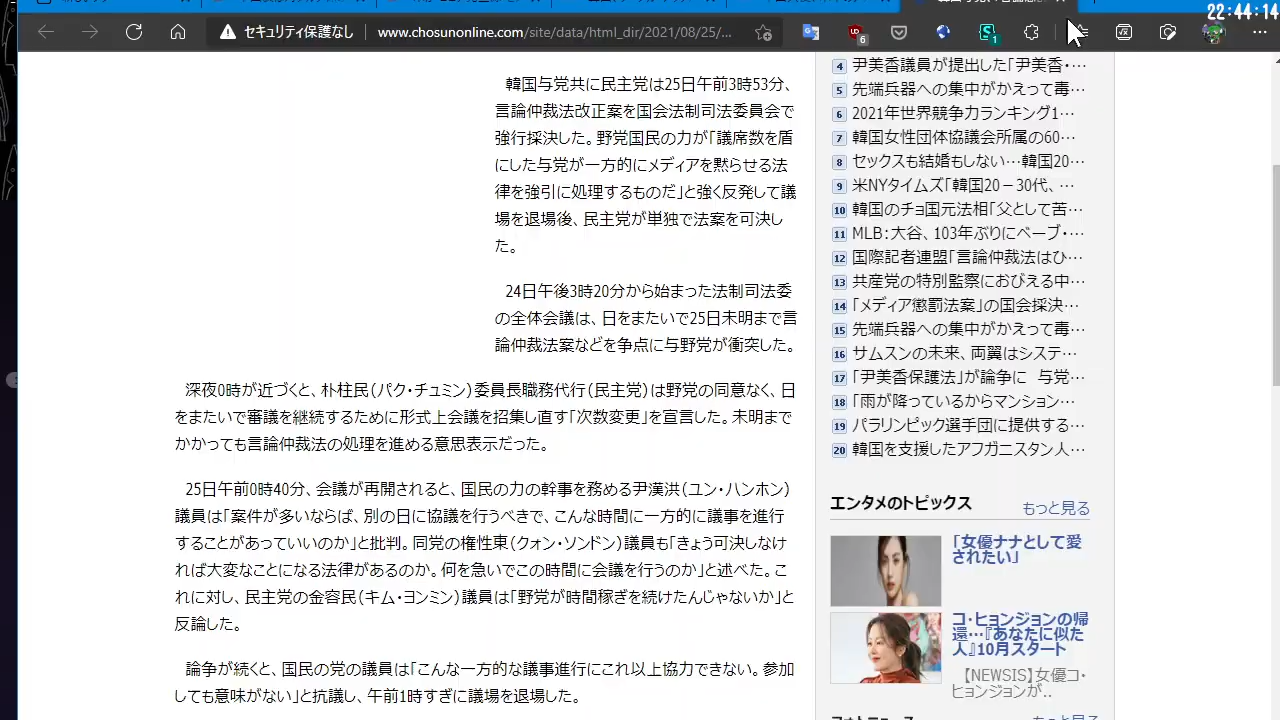 22:44:14
セキュリティ保護なし
www.chosunonline.com/site/data/html_dir/2021/08/25/...
6
1
韓国与党共に民主党は25日午前3時53分、
言論仲裁法改正案を国会法制司法委員会で
強行採決した。野党国民の力が「議席数を盾
にした与党が一方的にメディアを黙らせる法
律を強引に処理するものだ」と強く反発して議
場を退場後、民主党が単独で法案を可決し
た。
24日午後3時20分から始まった法制司法委
の全体会議は、日をまたいで25日未明まで言
論仲裁法案などを争点に与野党が衝突した。
深夜0時が近づくと、朴柱民（パク・チュミン）委員長職務代行（民主党）は野党の同意なく、日
をまたいで審議を継続するために形式上会議を招集し直す「次数変更」を宣言した。未明まで
かかっても言論仲裁法の処理を進める意思表示だった。
25日午前0時40分、会議が再開されると、国民の力の幹事を務める尹漢洪（ユン・ハンホン）
議員は「案件が多いならば、別の日に協議を行うべきで、こんな時間に一方的に議事を進行
することがあっていいのか」と批判。同党の権性東（クォン・ソンドン）議員も「きょう可決しなけ
れば大変なことになる法律があるのか。何を急いでこの時間に会議を行うのか」と述べた。こ
れに対し、民主党の金容民（キム・ヨンミン）議員は「野党が時間稼ぎを続けたんじゃないか」と
反論した。
論争が続くと、国民の党の議員は「こんな一方的な議事進行にこれ以上協力できない。参加
しても意味がない」と抗議し、午前1時すぎに議場を退場した。
4 尹美香議員が提出した「尹美香・…
5 先端兵器への集中がかえって毒…
6 2021年世界競争力ランキング1…
7 韓国女性団体協議会所属の60…
8 セックスも結婚もしない…韓国20…
9 米NYタイムズ「韓国20－30代、…
10 韓国のチョ国元法相「父として苦…
11 MLB：大谷、103年ぶりにベーブ・…
12 国際記者連盟「言論仲裁法はひ…
13 共産党の特別監察におびえる中…
14 「メディア懲罰法案」の国会採決…
15 先端兵器への集中がかえって毒…
16 サムスンの未来、両翼はシステ…
17 「尹美香保護法」が論争に 与党…
18 「雨が降っているからマンション…
19 パラリンピック選手団に提供する…
20 韓国を支援したアフガニスタン人…
エンタメのトピックス
もっと見る
「女優ナナとして愛
されたい」
コ・ヒョンジョンの帰
還…『あなたに似た
人』10月スタート
【NEWSIS】女優コ・
ヒョンジョンが..
フォトニュース
もっと見る